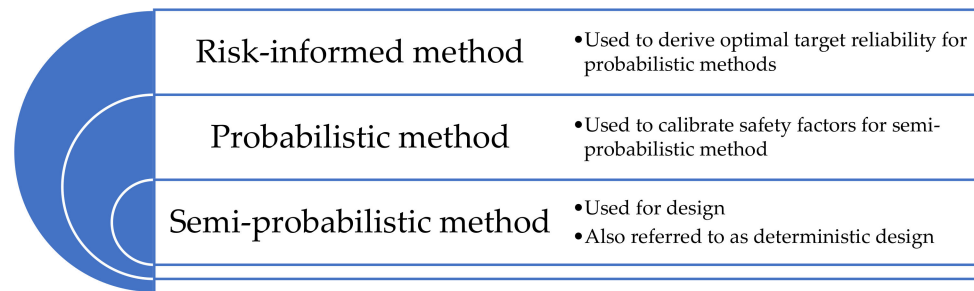 Risk-informed method
•Used to derive optimal target reliability for
probabilistic methods
Probabilistic method
•Used to calibrate safety factors for semi-
probabilistic method
Semi-probabilistic method
•Used for design
•Also referred to as deterministic design